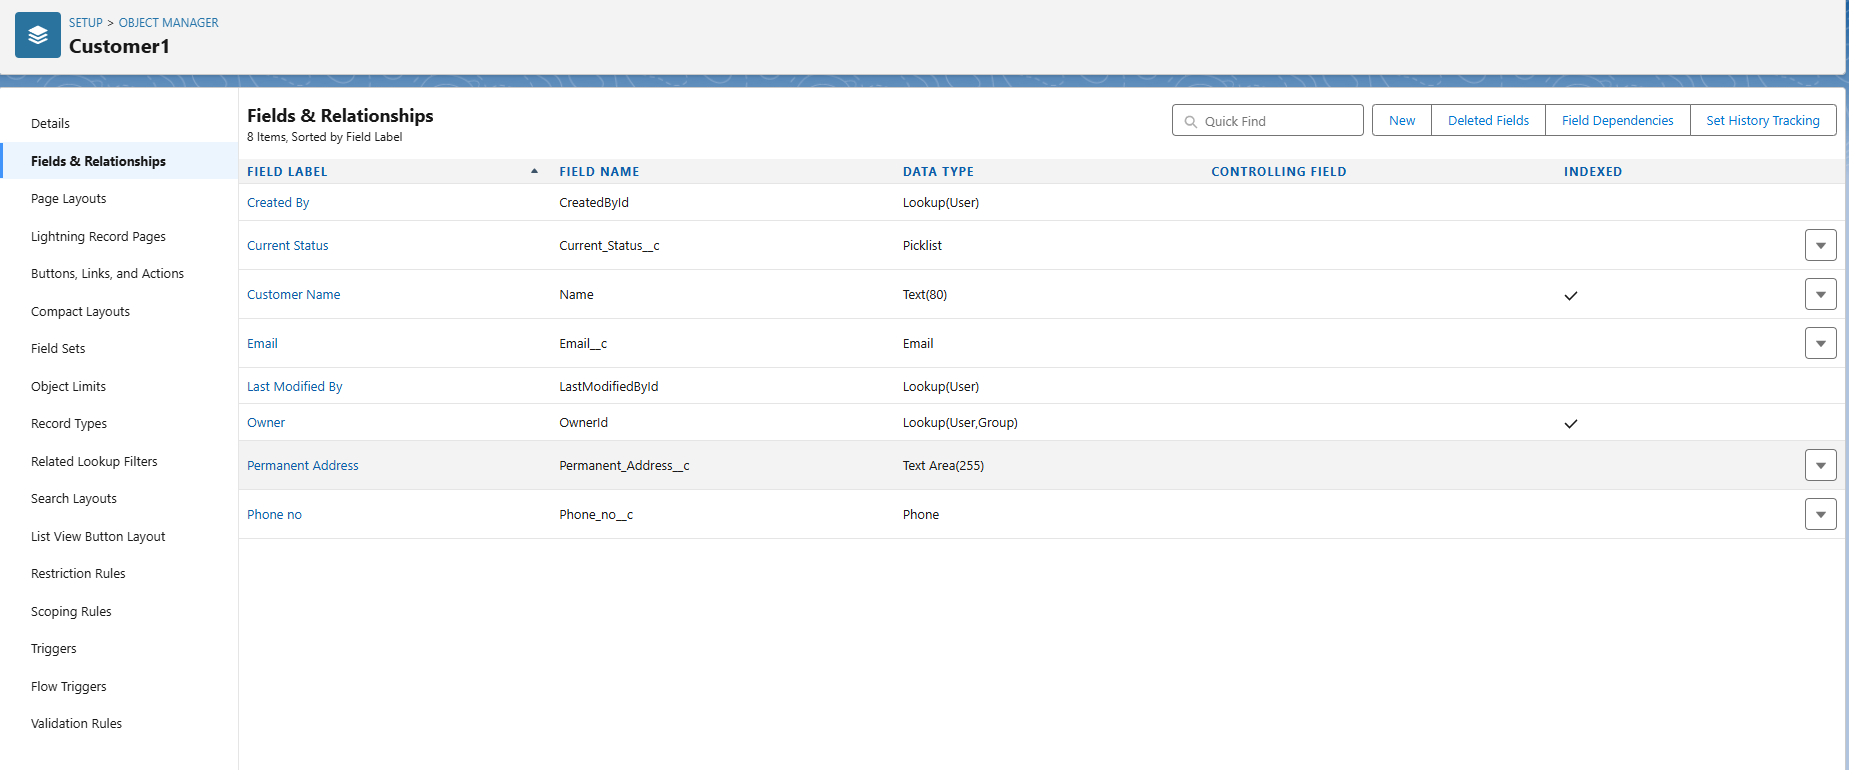 SETUP > OBJECT MANAGER
Customer1
Details
Fields & Relationships
Page Layouts
Lightning Record Pages
Buttons, Links, and Actions
Compact Layouts
Field Sets
Object Limits
Record Types
Related Lookup Filters
Search Layouts
List View Button Layout
Restriction Rules
Scoping Rules
Triggers
Flow Triggers
Validation Rules
Fields & Relationships
8 Items, Sorted by Field Label
Quick Find
New Deleted Fields Field Dependencies Set History Tracking
FIELD LABEL FIELD NAME DATA TYPE CONTROLLING FIELD INDEXED
Created By CreatedById Lookup(User)
Current Status Current_Status__c Picklist
Customer Name Name Text(80)
Email Email__c Email
Last Modified By LastModifiedById Lookup(User)
Owner OwnerId Lookup(User,Group)
Permanent Address Permanent_Address__c Text Area(255)
Phone no Phone_no__c Phone